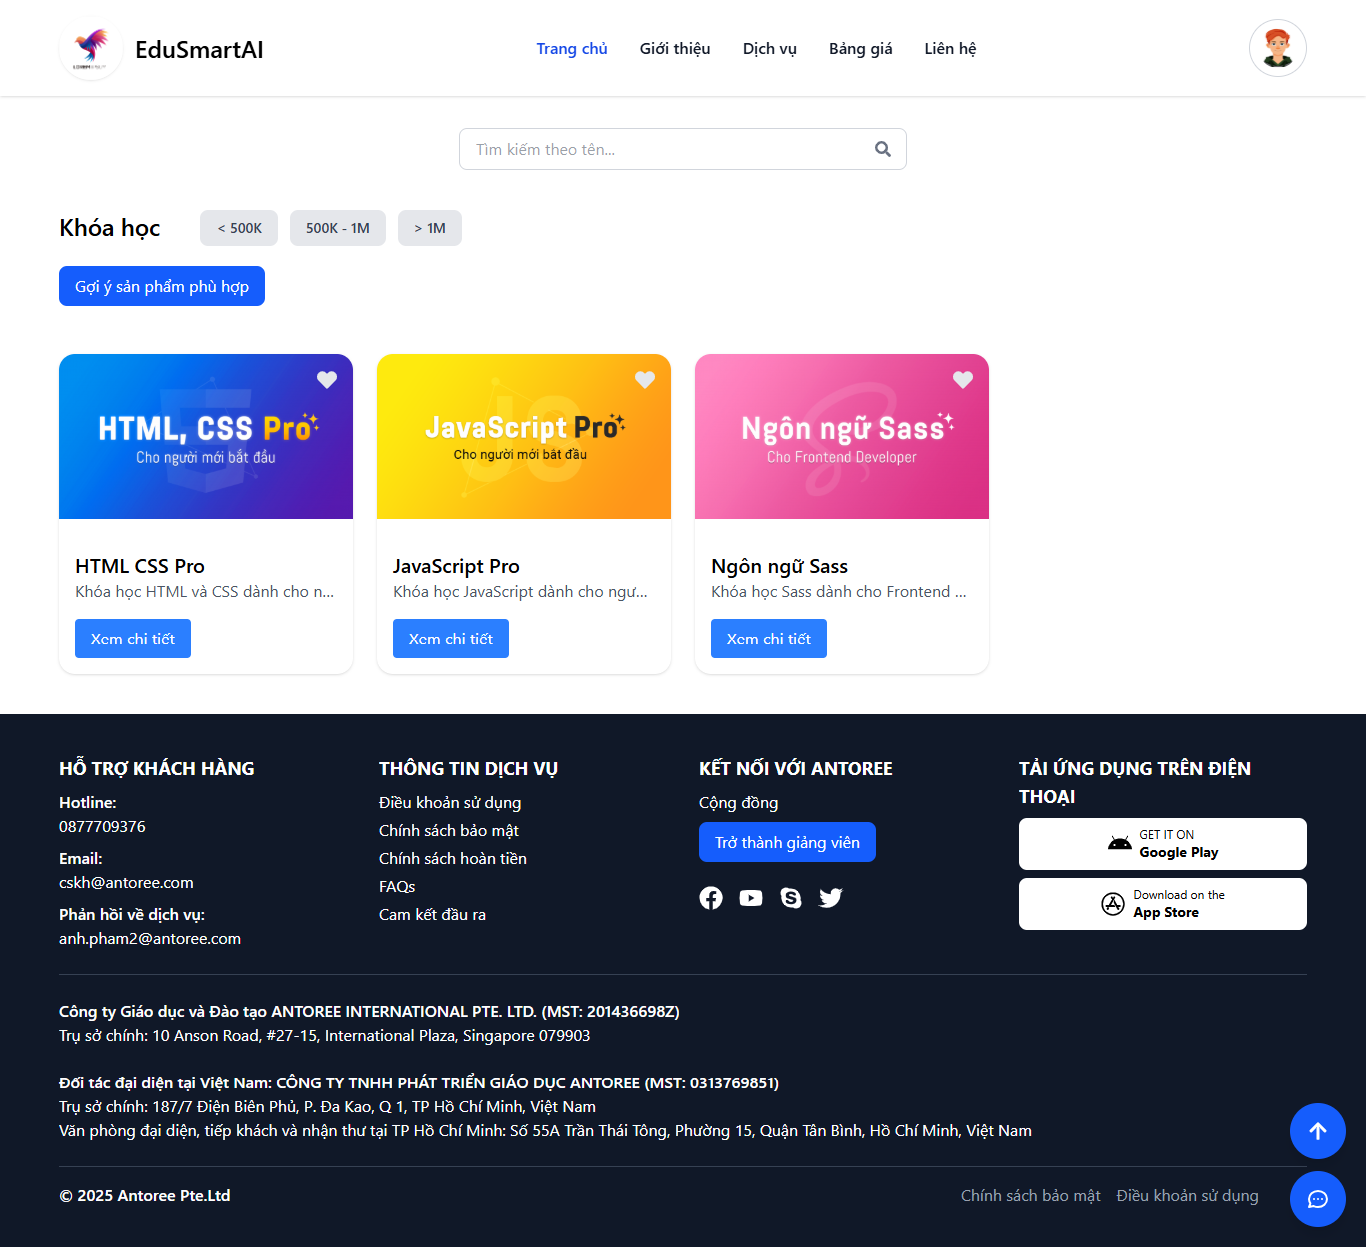 EduSmartAI
Trang chủ
Giới thiệu
Dịch vụ
Bảng giá
Liên hệ
Tìm kiếm theo tên...
Khóa học
< 500K
500K - 1M
> 1M
Gợi ý sản phẩm phù hợp
HTML, CSS Pro
Cho người mới bắt đầu
JavaScript Pro
Cho người mới bắt đầu
Ngôn ngữ Sass
Cho Frontend Developer
HTML CSS Pro
Khóa học HTML và CSS dành cho n...
Xem chi tiết
JavaScript Pro
Khóa học JavaScript dành cho ngư...
Xem chi tiết
Ngôn ngữ Sass
Khóa học Sass dành cho Frontend ...
Xem chi tiết
HỖ TRỢ KHÁCH HÀNG
Hotline:
0877709376
Email:
cskh@antoree.com
Phản hồi về dịch vụ:
anh.pham2@antoree.com
THÔNG TIN DỊCH VỤ
Điều khoản sử dụng
Chính sách bảo mật
Chính sách hoàn tiền
FAQs
Cam kết đầu ra
KẾT NỐI VỚI ANTOREE
Cộng đồng
Trở thành giảng viên
TẢI ỨNG DỤNG TRÊN ĐIỆN
THOẠI
GET IT ON
Google Play
Download on the
App Store
Công ty Giáo dục và Đào tạo ANTOREE INTERNATIONAL PTE. LTD. (MST: 201436698Z)
Trụ sở chính: 10 Anson Road, #27-15, International Plaza, Singapore 079903
Đối tác đại diện tại Việt Nam: CÔNG TY TNHH PHÁT TRIỂN GIÁO DỤC ANTOREE (MST: 0313769851)
Trụ sở chính: 187/7 Điện Biên Phủ, P. Đa Kao, Q 1, TP Hồ Chí Minh, Việt Nam
Văn phòng đại diện, tiếp khách và nhận thư tại TP Hồ Chí Minh: Số 55A Trần Thái Tông, Phường 15, Quận Tân Bình, Hồ Chí Minh, Việt Nam
© 2025 Antoree Pte.Ltd
Chính sách bảo mật
Điều khoản sử dụng